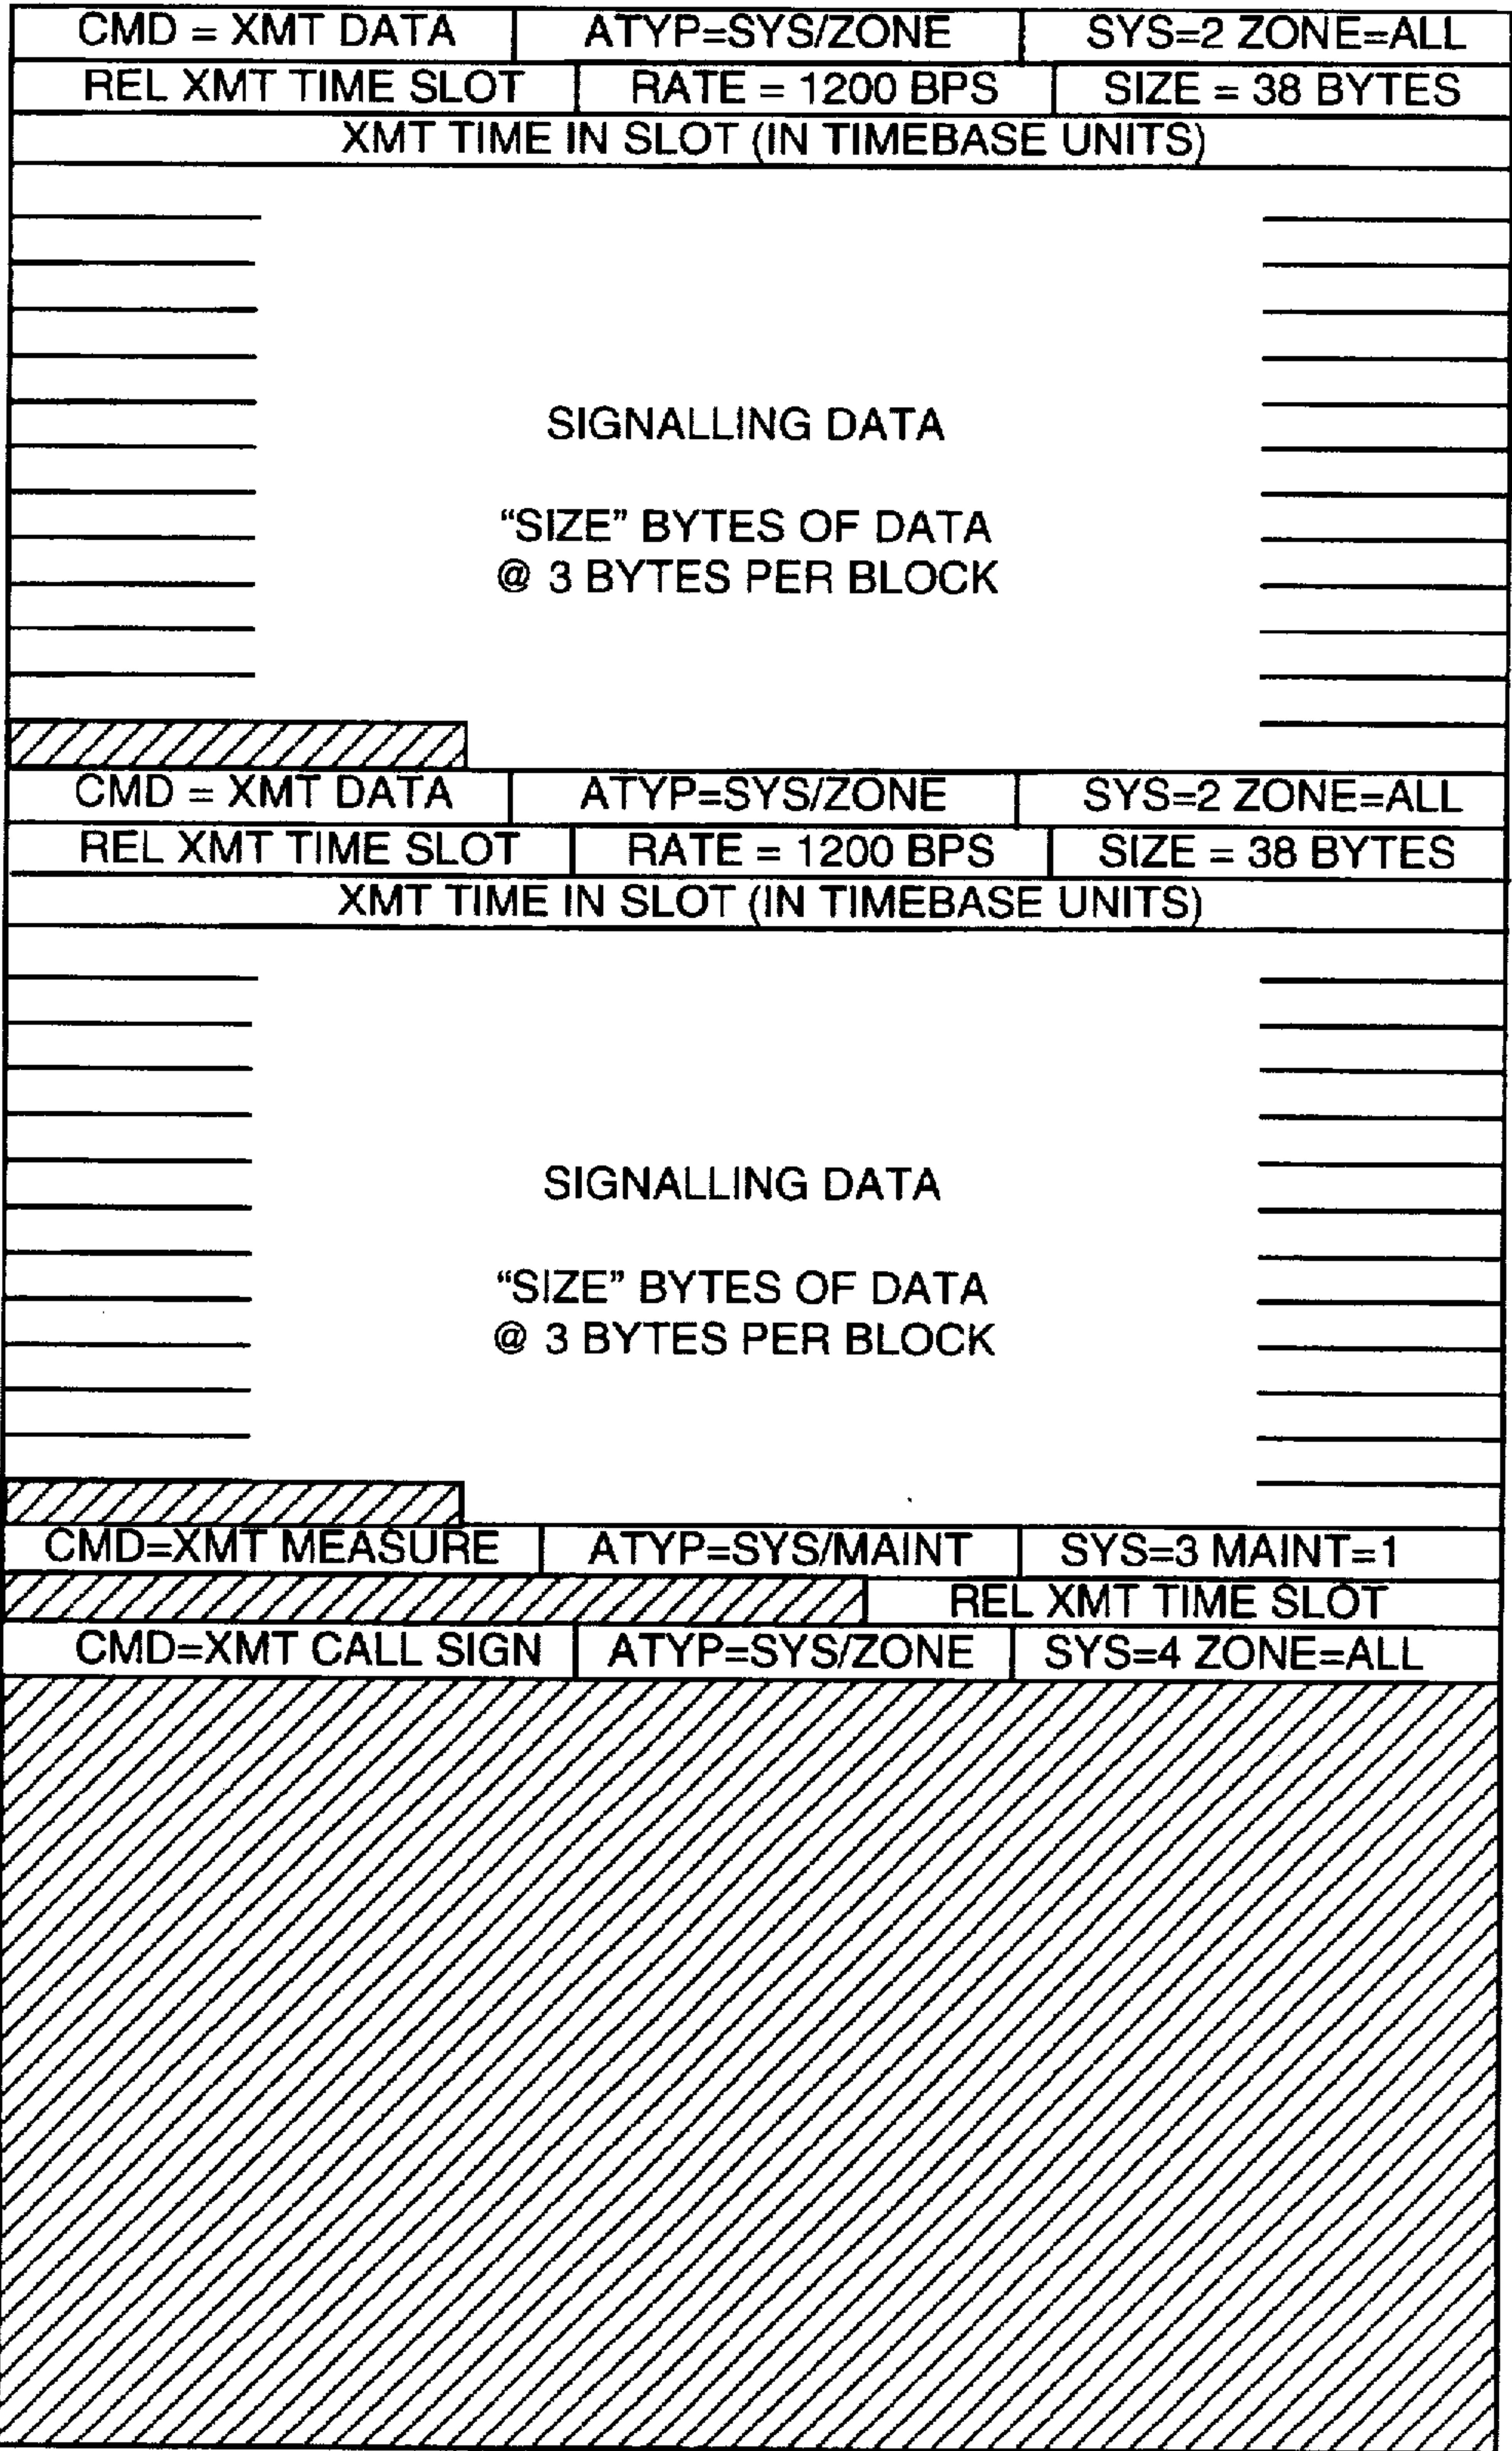 CMD = XMT DATA ATYP=SYS/ZONE SYS=2 ZONE=ALL
REL XMT TIME SLOT RATE = 1200 BPS SIZE = 38 BYTES
XMT TIME IN SLOT (IN TIMEBASE UNITS)
SIGNALLING DATA
“SIZE” BYTES OF DATA
@ 3 BYTES PER BLOCK
CMD = XMT DATA ATYP=SYS/ZONE SYS=2 ZONE=ALL
REL XMT TIME SLOT RATE = 1200 BPS SIZE = 38 BYTES
XMT TIME IN SLOT (IN TIMEBASE UNITS)
SIGNALLING DATA
“SIZE” BYTES OF DATA
@ 3 BYTES PER BLOCK
CMD=XMT MEASURE ATYP=SYS/MAINT SYS=3 MAINT=1
REL XMT TIME SLOT
CMD=XMT CALL SIGN ATYP=SYS/ZONE SYS=4 ZONE=ALL